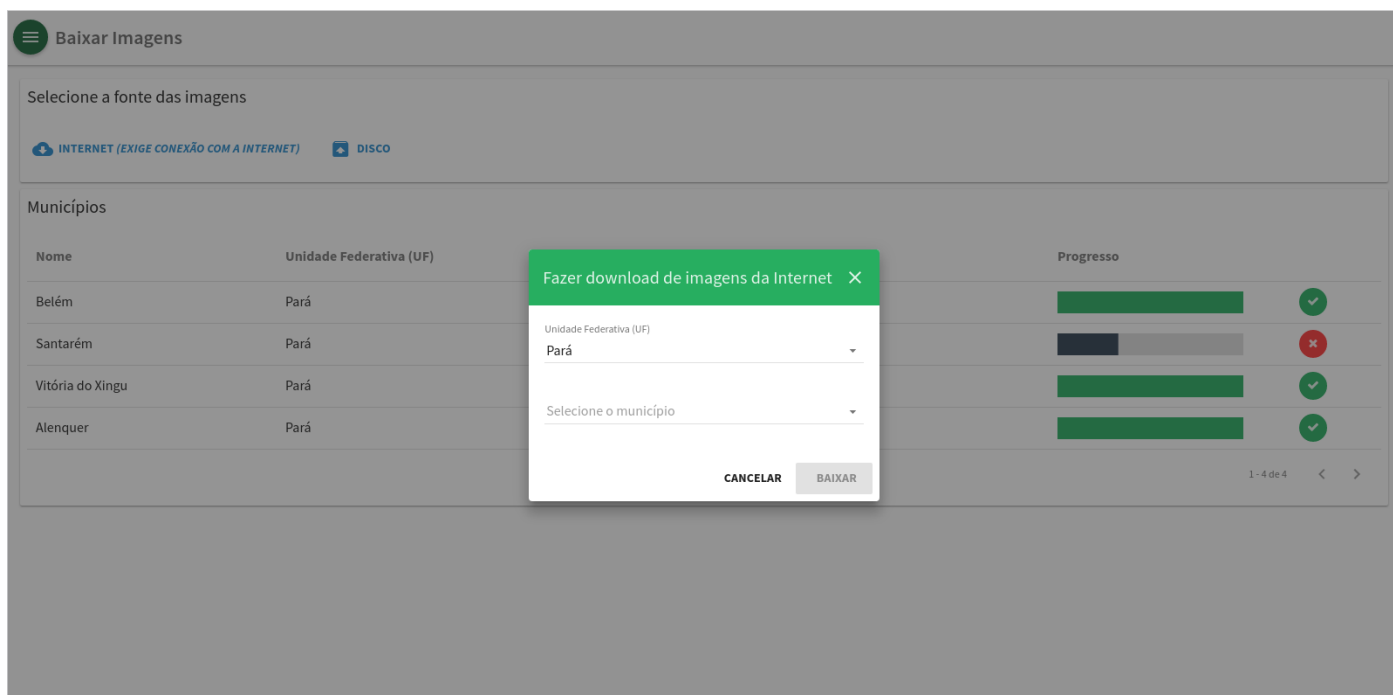 Baixar Imagens
Selecione a fonte das imagens
INTERNET (EXIGE CONEXÃO COM A INTERNET) DISCO
Municípios
Nome Unidade Federativa (UF) Progresso
Belém Pará
Santarém Pará
Vitória do Xingu Pará
Alenquer Pará
1 - 4 de 4
Fazer download de imagens da Internet
Unidade Federativa (UF)
Pará
Selecione o município
CANCELAR BAIXAR